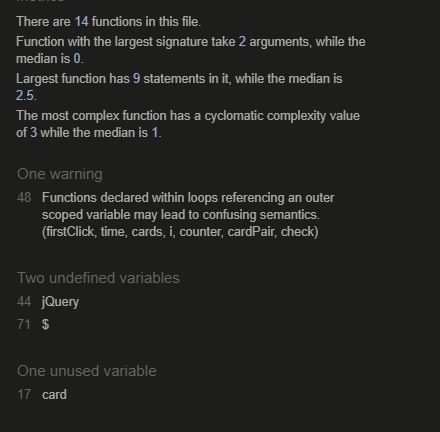 There are 14 functions in this file.
Function with the largest signature take 2 arguments, while the
median is 0.
Largest function has 9 statements in it, while the median is
2.5.
The most complex function has a cyclomatic complexity value
of 3 while the median is 1.
One warning
48 Functions declared within loops referencing an outer
scoped variable may lead to confusing semantics.
(firstClick, time, cards, i, counter, cardPair, check)
Two undefined variables
44 jQuery
71 $
One unused variable
17 card